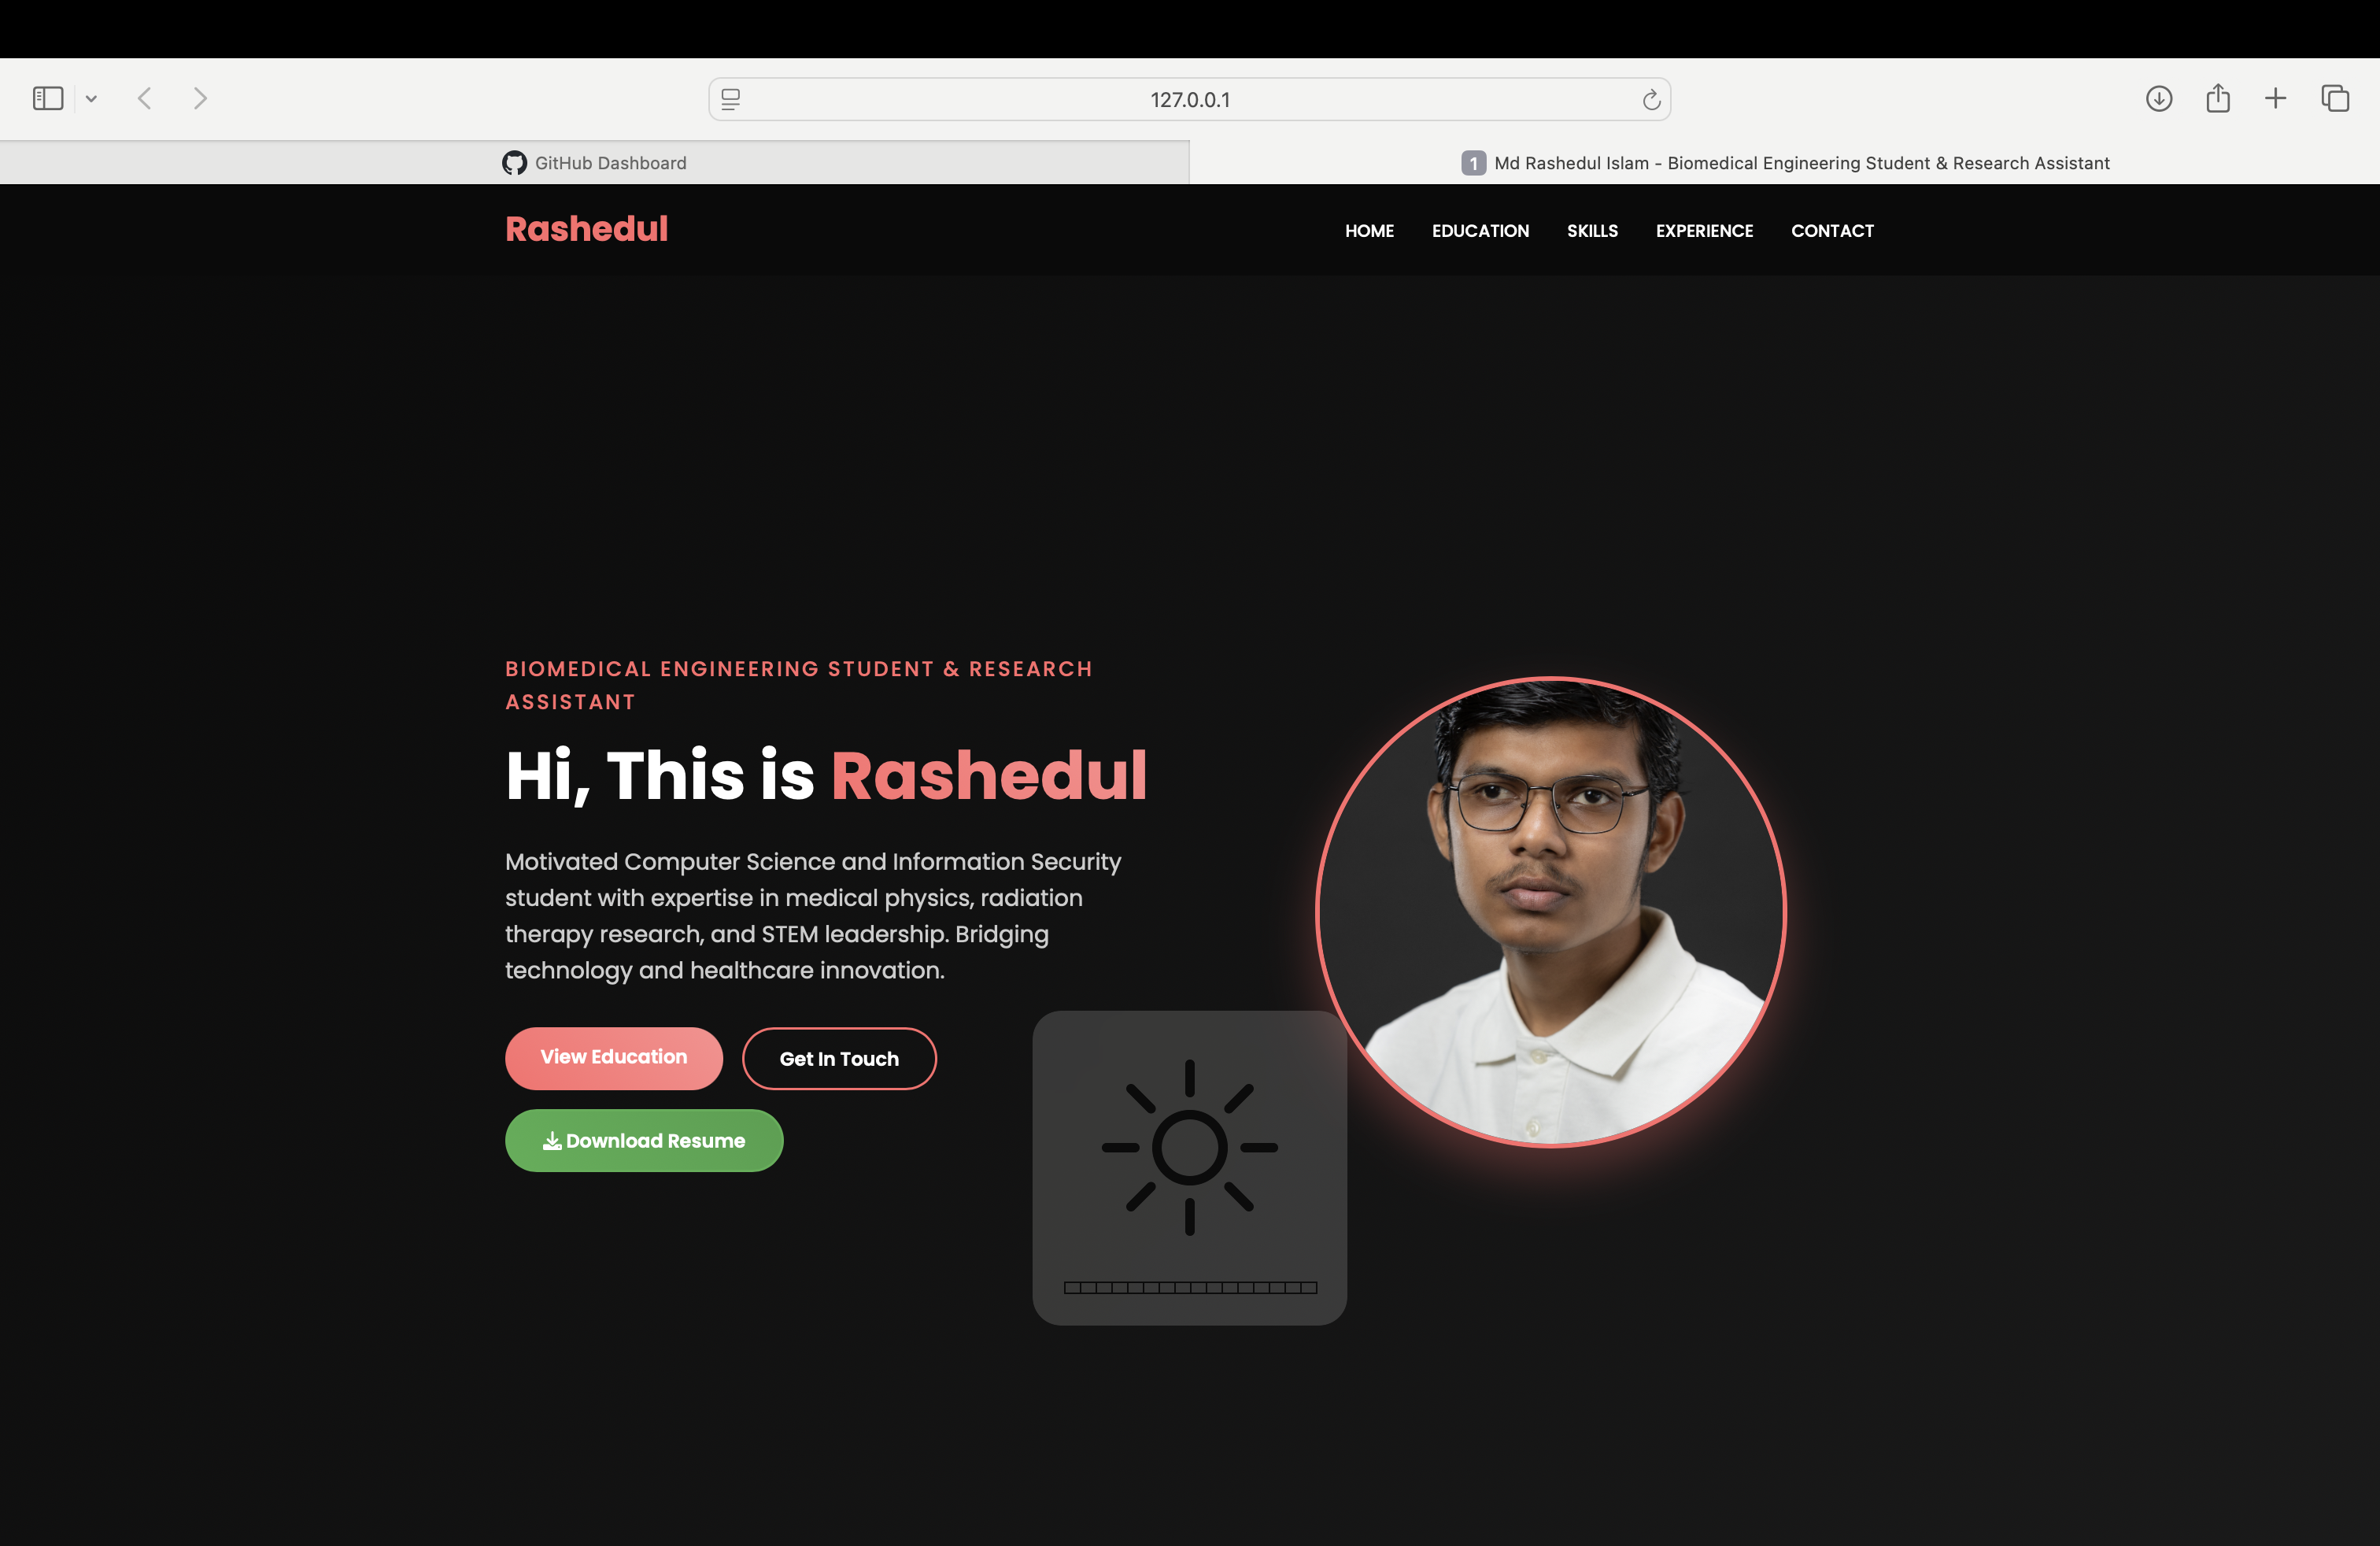 127.0.0.1
GitHub Dashboard
1 Md Rashedul Islam - Biomedical Engineering Student & Research Assistant
Rashedul
HOME EDUCATION SKILLS EXPERIENCE CONTACT
BIOMEDICAL ENGINEERING STUDENT & RESEARCH
ASSISTANT
Hi, This is Rashedul
Motivated Computer Science and Information Security
student with expertise in medical physics, radiation
therapy research, and STEM leadership. Bridging
technology and healthcare innovation.
View Education
Get In Touch
Download Resume